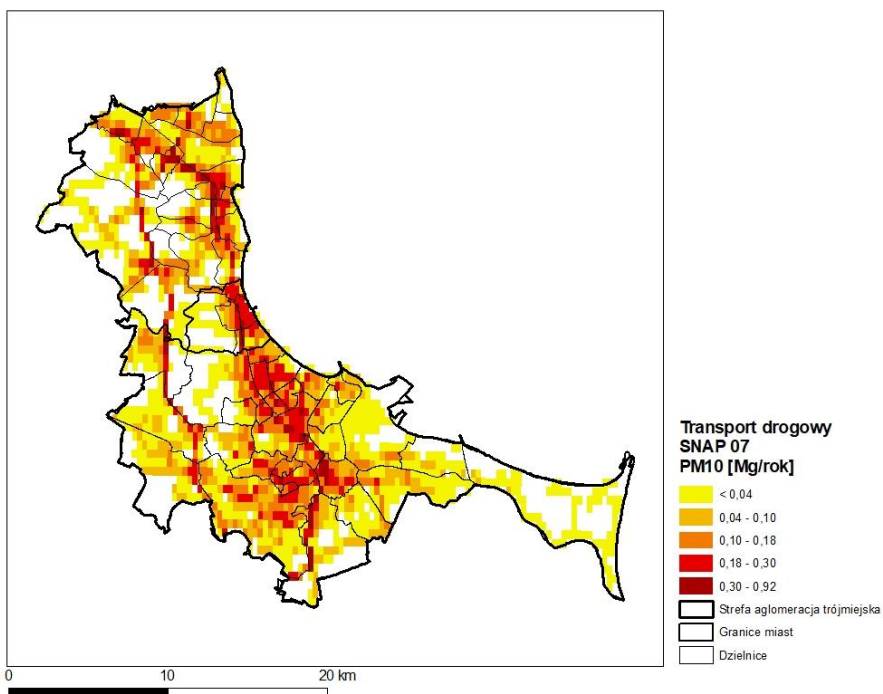 Transport drogowy
SNAP 07
PM10 [Mg/rok]
< 0,04
0,04 - 0,10
0,10 - 0,18
0,18 - 0,30
0,30 - 0,92
Strefa aglomeracja trójmiejska
Granice miast
Dzielnice
0 10 20 km